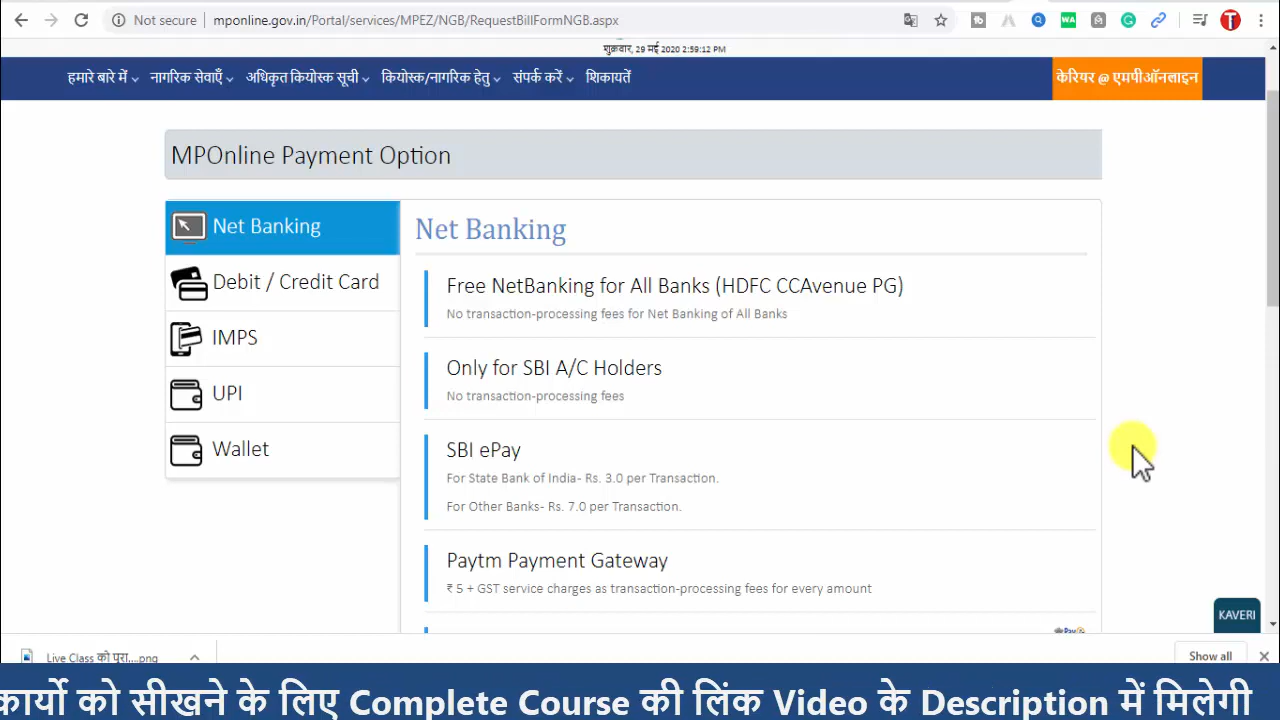 Not secure | mponline.gov.in/Portal/services/MPEZ/NGB/RequestBillFormNGB.aspx
WA
T
शुक्रवार, 29 मई 2020 2:59:12 PM
हमारे बारे में नागरिक सेवाएँ अधिकृत कियोस्क सूची कियोस्क/नागरिक हेतु संपर्क करें शिकायतें केरियर @ एमपीऑनलाइन
MPOnline Payment Option
Net Banking
Debit / Credit Card
IMPS
UPI
Wallet
Net Banking
Free NetBanking for All Banks (HDFC CCAvenue PG)
No transaction-processing fees for Net Banking of All Banks
Only for SBI A/C Holders
No transaction-processing fees
SBI ePay
For State Bank of India- Rs. 3.0 per Transaction.
For Other Banks- Rs. 7.0 per Transaction.
Paytm Payment Gateway
₹ 5 + GST service charges as transaction-processing fees for every amount
KAVERI
Live Class को पूरा....png
Show all
कार्यो को सीखने के लिए Complete Course की लिंक Video के Description में मिलेगी